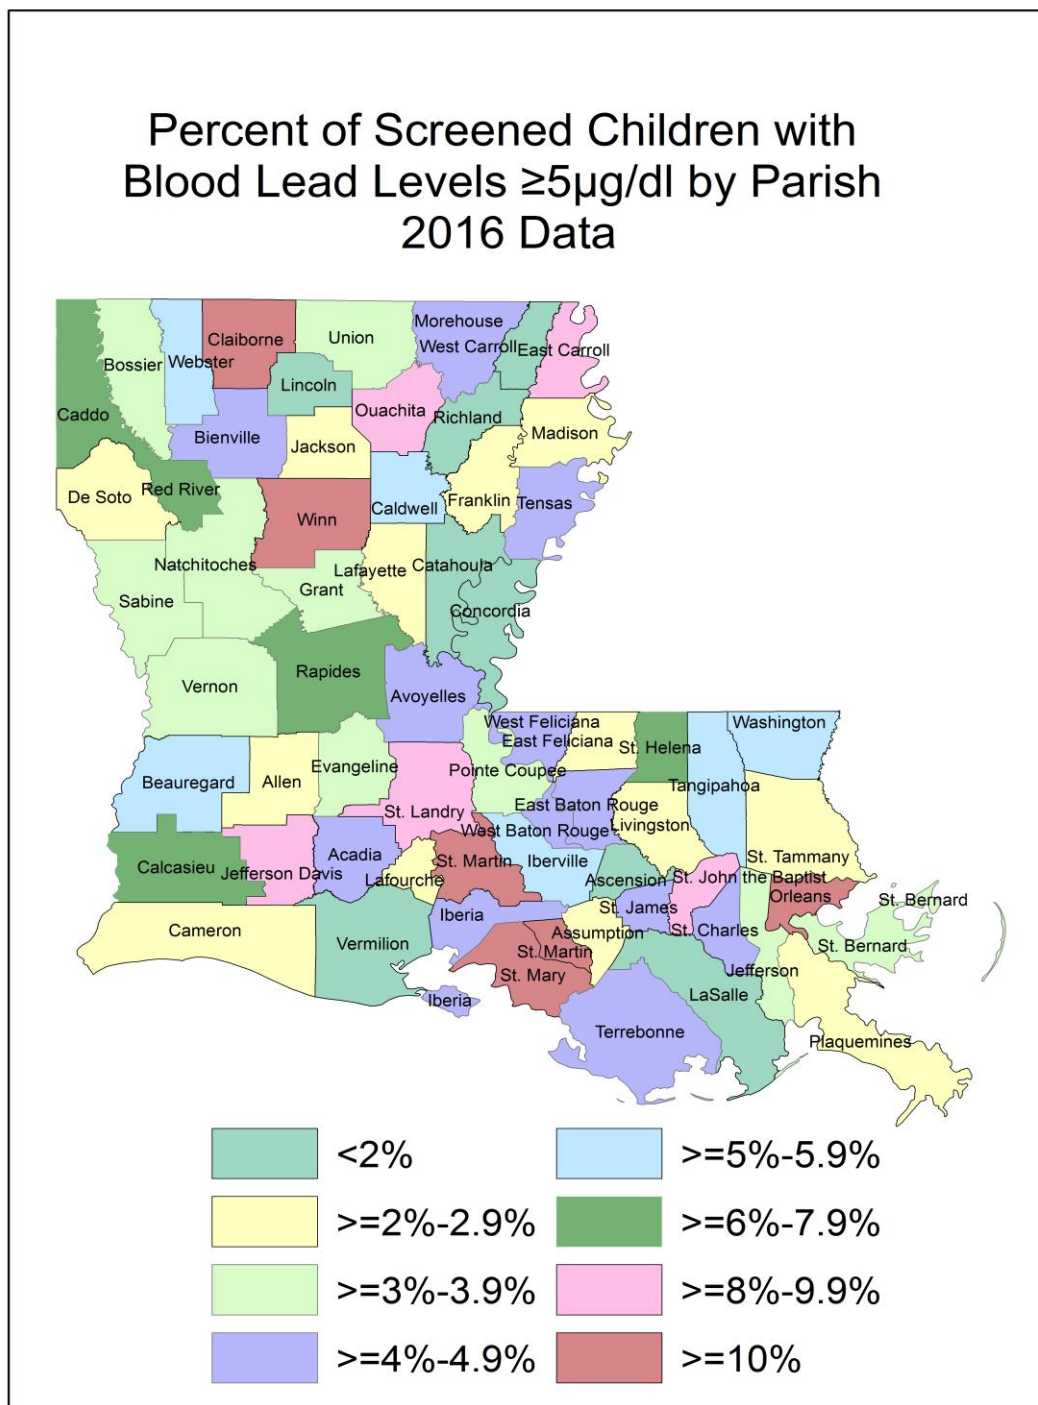 Percent of Screened Children with
Blood Lead Levels ≥5µg/dl by Parish
2016 Data
Morehouse
Claiborne
Union
West Carroll
East Carroll
Bossier
Webster
Lincoln
Caddo
Ouachita
Richland
Bienville
Jackson
Madison
De Soto
Red River
Caldwell
Franklin
Tensas
Winn
Natchitoches
Lafayette
Catahoula
Sabine
Grant
Concordia
Vernon
Rapides
Avoyelles
West Feliciana
Washington
East Feliciana
St. Helena
Beauregard
Allen
Evangeline
Pointe Coupee
Tangipahoa
St. Landry
East Baton Rouge
West Baton Rouge
Livingston
Calcasieu
Jefferson Davis
Acadia
St. Martin
Iberville
St. Tammany
Lafourche
Ascension
St. John the Baptist
Orleans
St. Bernard
Cameron
Vermilion
Iberia
St. James
St. Charles
Assumption
St. Bernard
St. Martin
St. Mary
Jefferson
Iberia
LaSalle
Terrebonne
Plaquemines
<2%
>=5%-5.9%
>=2%-2.9%
>=6%-7.9%
>=3%-3.9%
>=8%-9.9%
>=4%-4.9%
>=10%